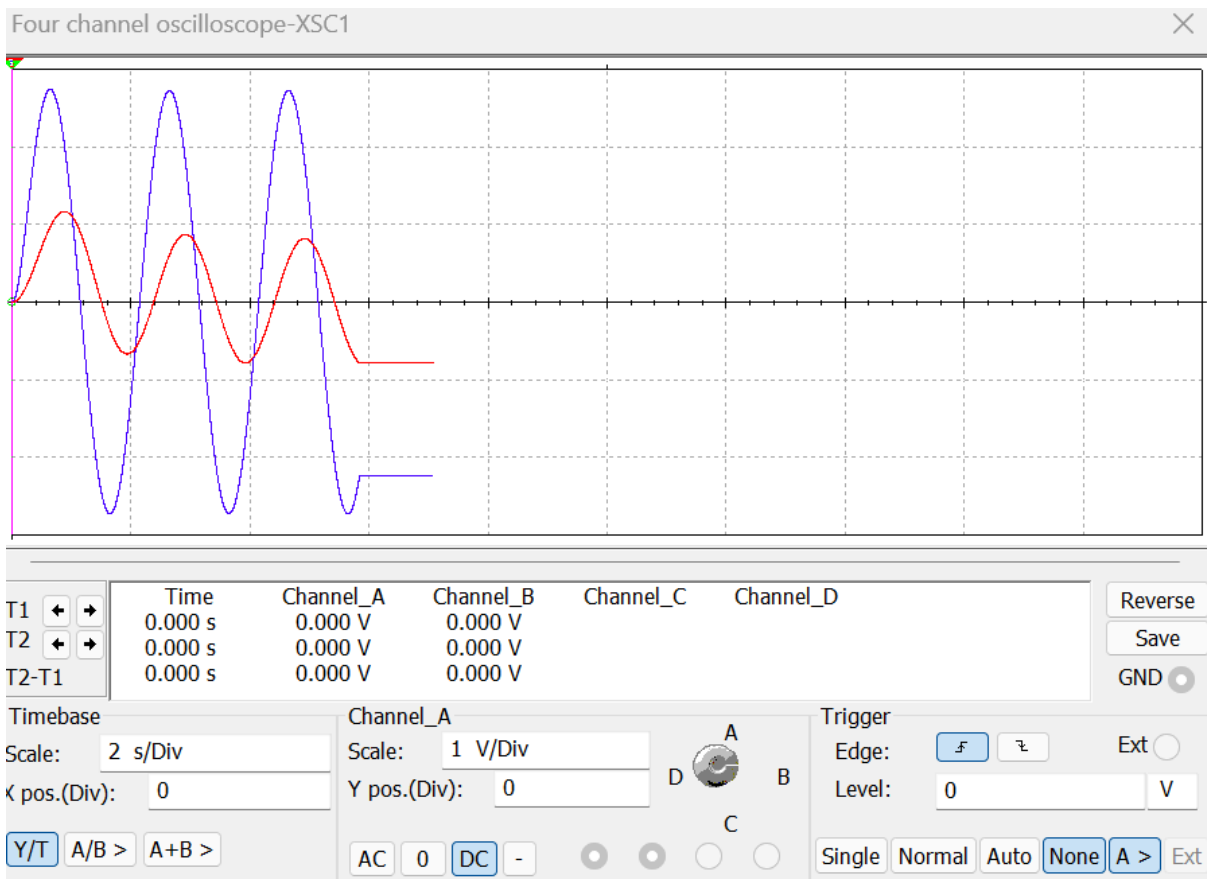 Four channel oscilloscope-XSC1
Time Channel_A Channel_B Channel_C Channel_D
T1 0.000 s 0.000 V 0.000 V
T2 0.000 s 0.000 V 0.000 V
T2-T1 0.000 s 0.000 V 0.000 V
Reverse
Save
GND
Timebase
Scale: 2 s/Div
X pos.(Div): 0
Y/T A/B > A+B >
Channel_A
Scale: 1 V/Div
Y pos.(Div): 0
AC 0 DC -
A
D B
C
Trigger
Edge: Ext
Level: 0 V
Single Normal Auto None A > Ext